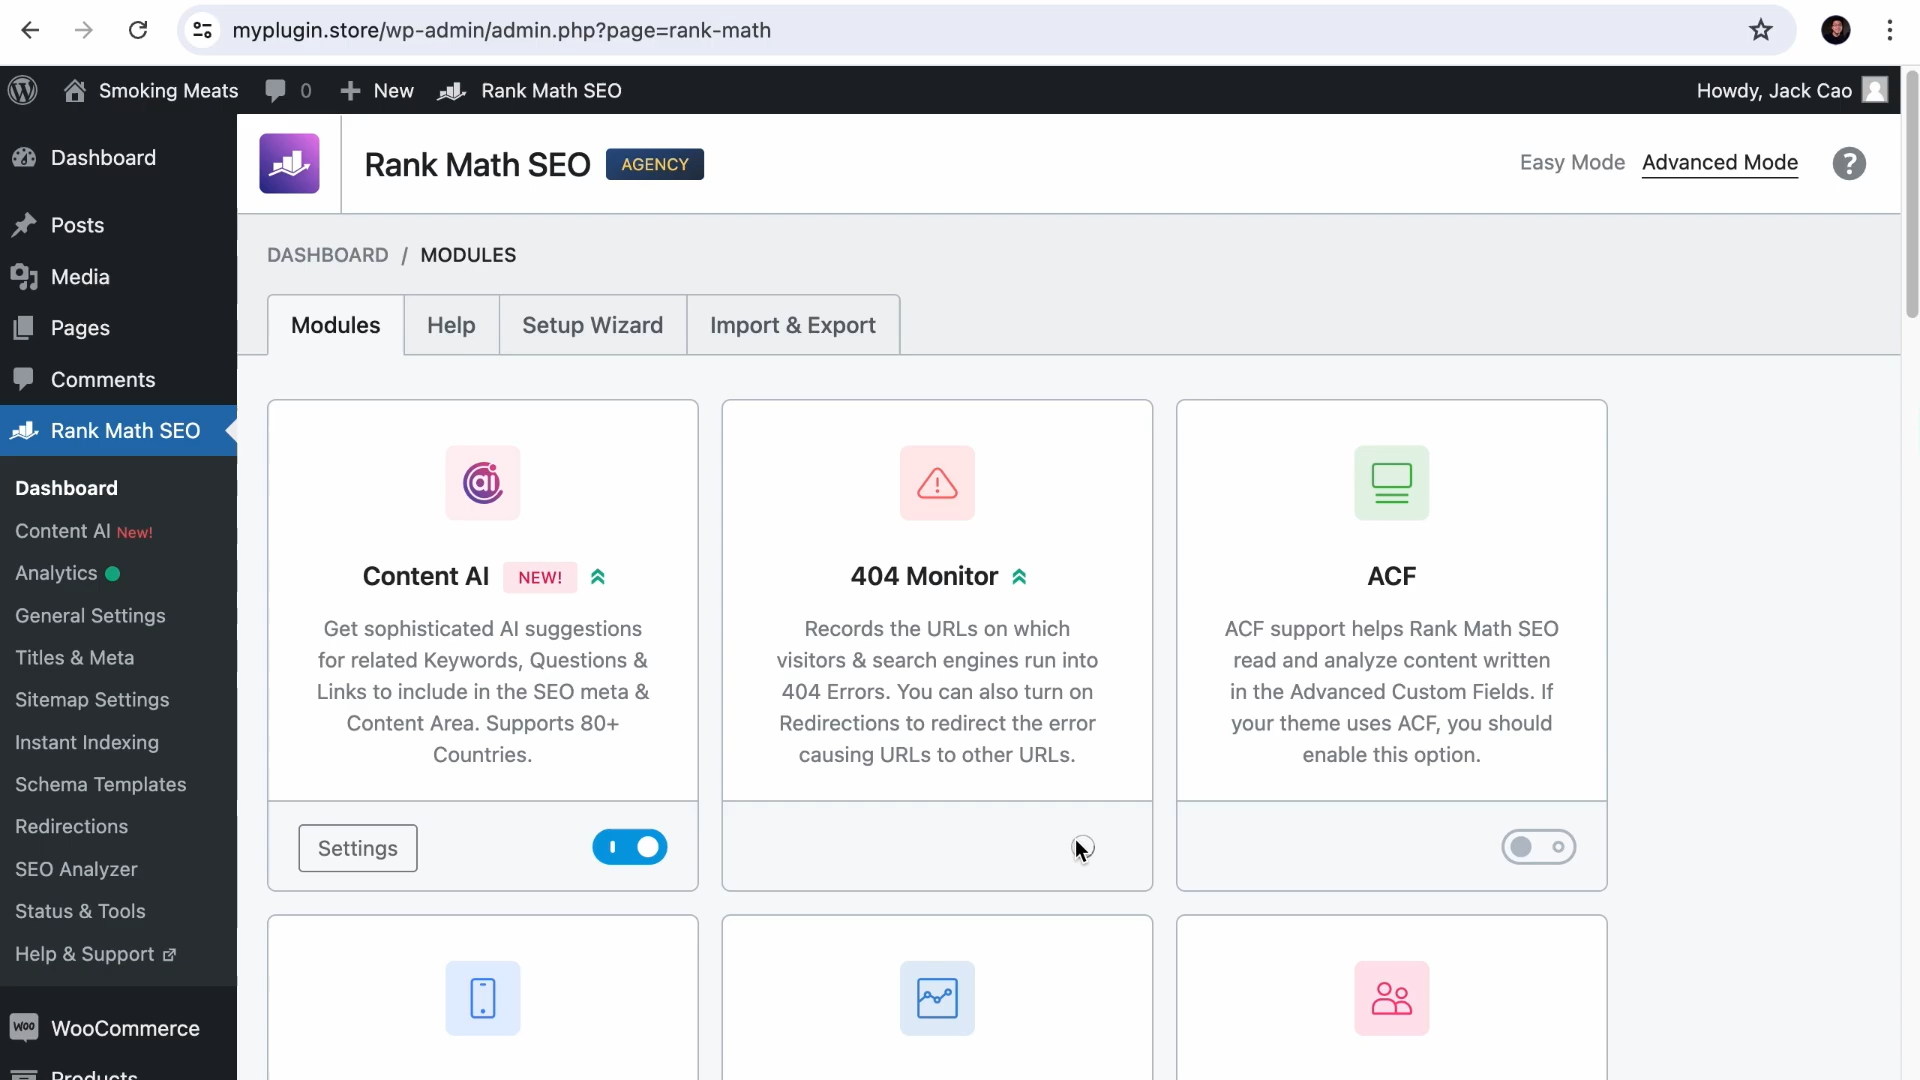 myplugin.store/wp-admin/admin.php?page=rank-math
Smoking Meats
0
New
Rank Math SEO
Howdy, Jack Cao
Dashboard
Posts
Media
Pages
Comments
Rank Math SEO
Dashboard
Content AI New!
Analytics
General Settings
Titles & Meta
Sitemap Settings
Instant Indexing
Schema Templates
Redirections
SEO Analyzer
Status & Tools
Help & Support
Woo WooCommerce
Products
Rank Math SEO AGENCY
Easy Mode Advanced Mode ?
DASHBOARD / MODULES
Modules Help Setup Wizard Import & Export
ai
Content AI NEW!
Get sophisticated AI suggestions
for related Keywords, Questions &
Links to include in the SEO meta &
Content Area. Supports 80+
Countries.
Settings
404 Monitor
Records the URLs on which
visitors & search engines run into
404 Errors. You can also turn on
Redirections to redirect the error
causing URLs to other URLs.
ACF
ACF support helps Rank Math SEO
read and analyze content written
in the Advanced Custom Fields. If
your theme uses ACF, you should
enable this option.